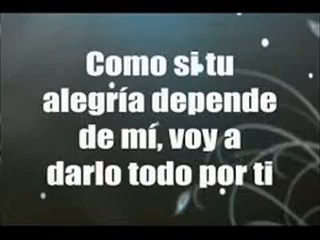 Como si tu
alegría depende
de mí, voy a
darlo todo por ti